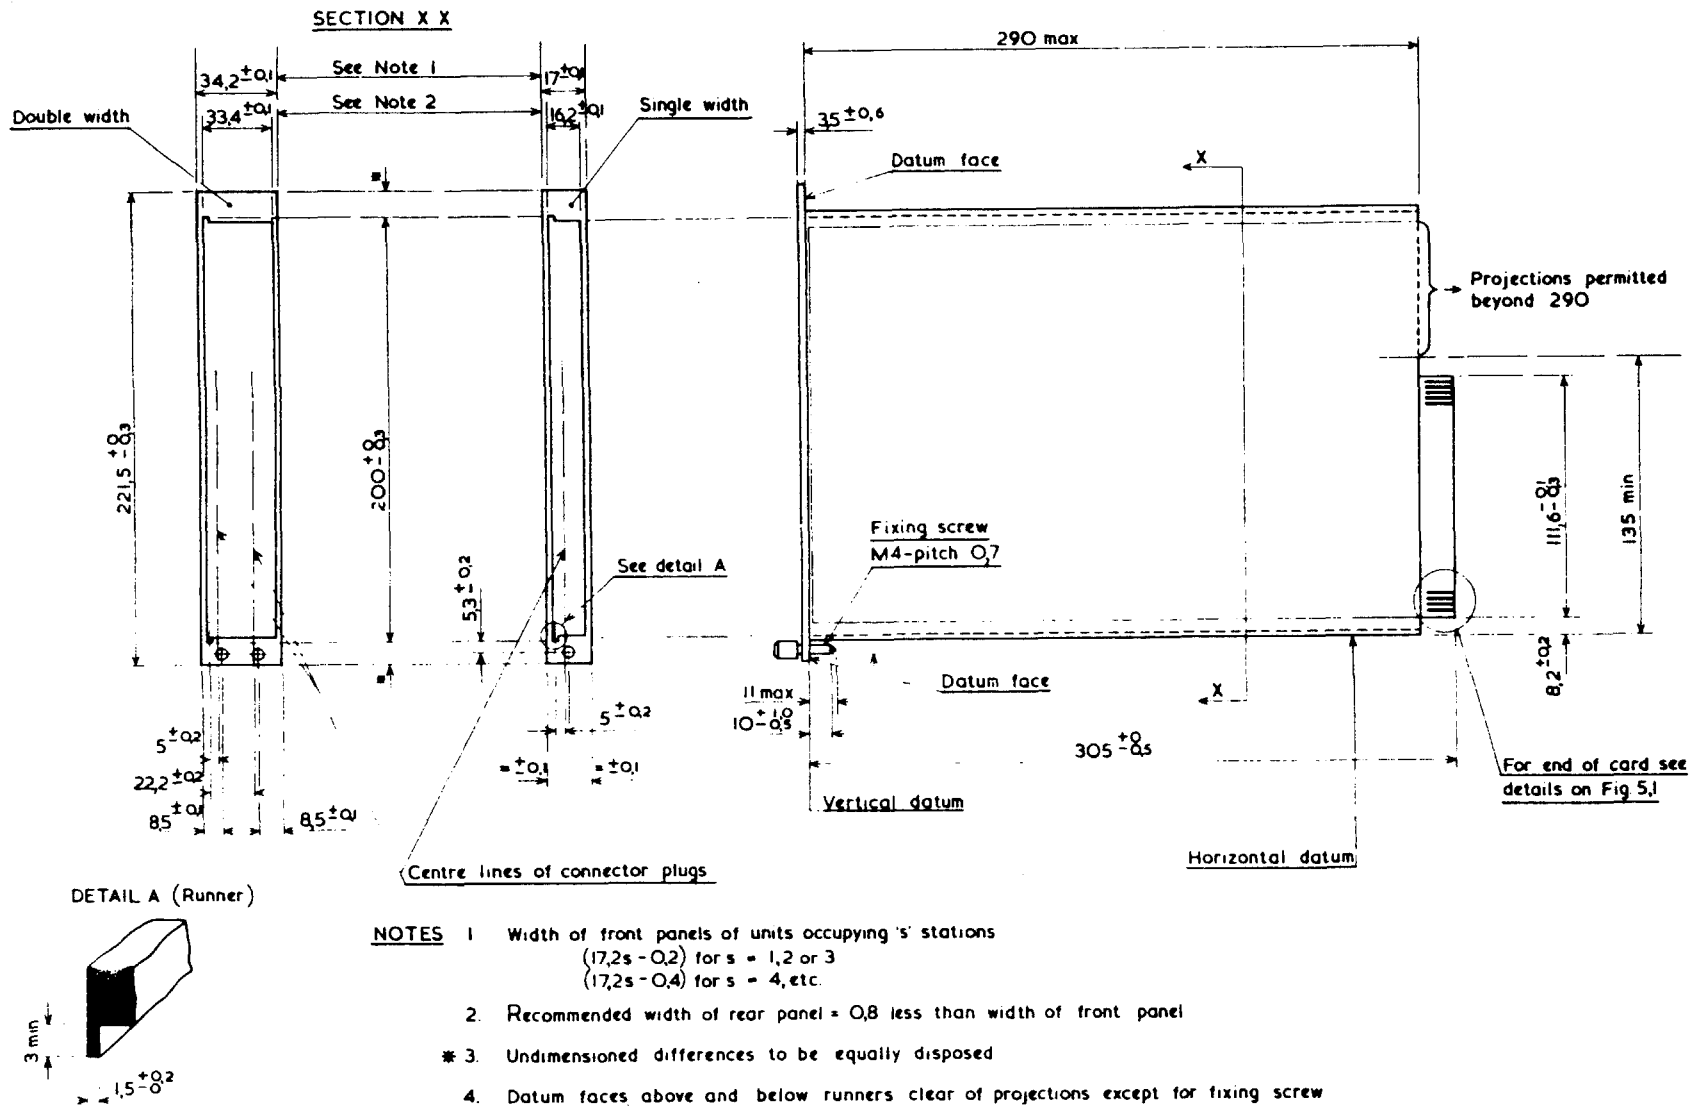 SECTION X X
290 max
34,2 ±0,1
See Note 1
17 ±0,1
33,4 ±0,1
See Note 2
16,2 ±0,1
Double width
Single width
3,5 ±0,6
Datum face
X
*
Projections permitted
beyond 290
221,5 +0 -0,3
200 +0 -0,3
5,3 ±0,2
See detail A
Fixing screw
M4-pitch 0,7
111,6 -0,1 -0,3
135 min
8,2 ±0,2
*
11 max
10 +1,0 -0,5
Datum face
X
5 ±0,2
5 ±0,2
22,2 ±0,2
8,5 ±0,1
8,5 ±0,1
= ±0,1
= ±0,1
305 +0 -0,5
For end of card see
details on Fig 5,1
Vertical datum
Horizontal datum
Centre lines of connector plugs
DETAIL A (Runner)
3 min
1,5 +0,2 -0
NOTES 1 Width of front panels of units occupying 's' stations
(17,2s - 0,2) for s = 1,2 or 3
(17,2s - 0,4) for s = 4, etc.
2. Recommended width of rear panel = 0,8 less than width of front panel
* 3. Undimensioned differences to be equally disposed
4. Datum faces above and below runners clear of projections except for fixing screw